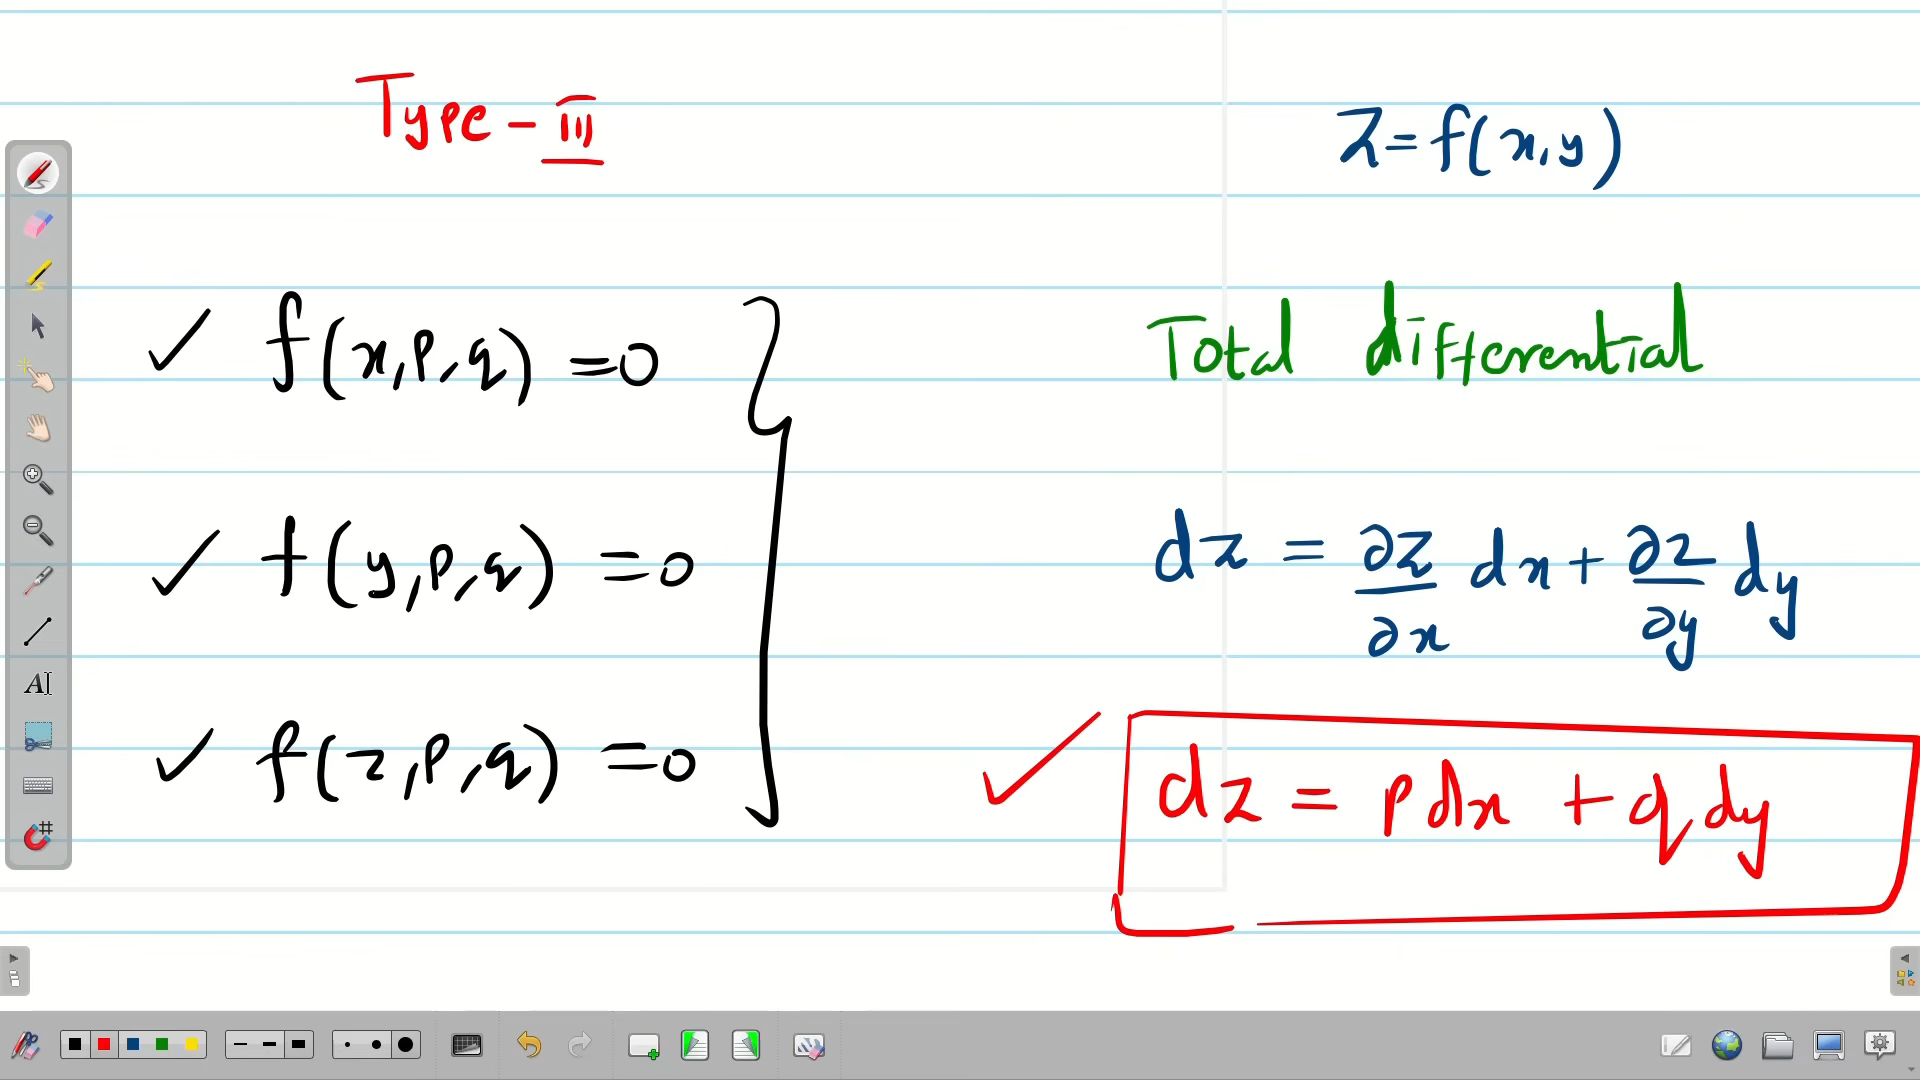 Type - III
f(x,p,q) = 0
f(y,p,q) = 0
f(z,p,q) = 0
z = f(x,y)
Total differential
dz = ∂z/∂x dx + ∂z/∂y dy
dz = p dx + q dy